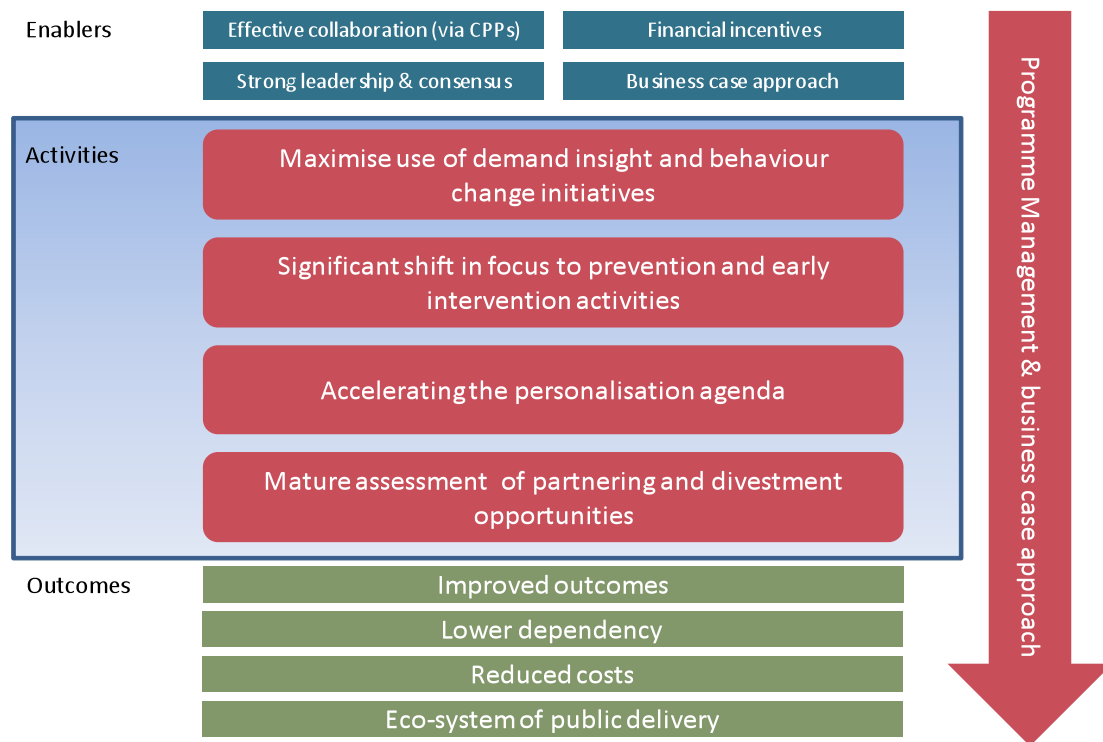 Enablers
Effective collaboration (via CPPs)
Financial incentives
Strong leadership & consensus
Business case approach
Activities
Maximise use of demand insight and behaviour
change initiatives
Significant shift in focus to prevention and early
intervention activities
Accelerating the personalisation agenda
Mature assessment of partnering and divestment
opportunities
Outcomes
Improved outcomes
Lower dependency
Reduced costs
Eco-system of public delivery
Programme Management & business case approach